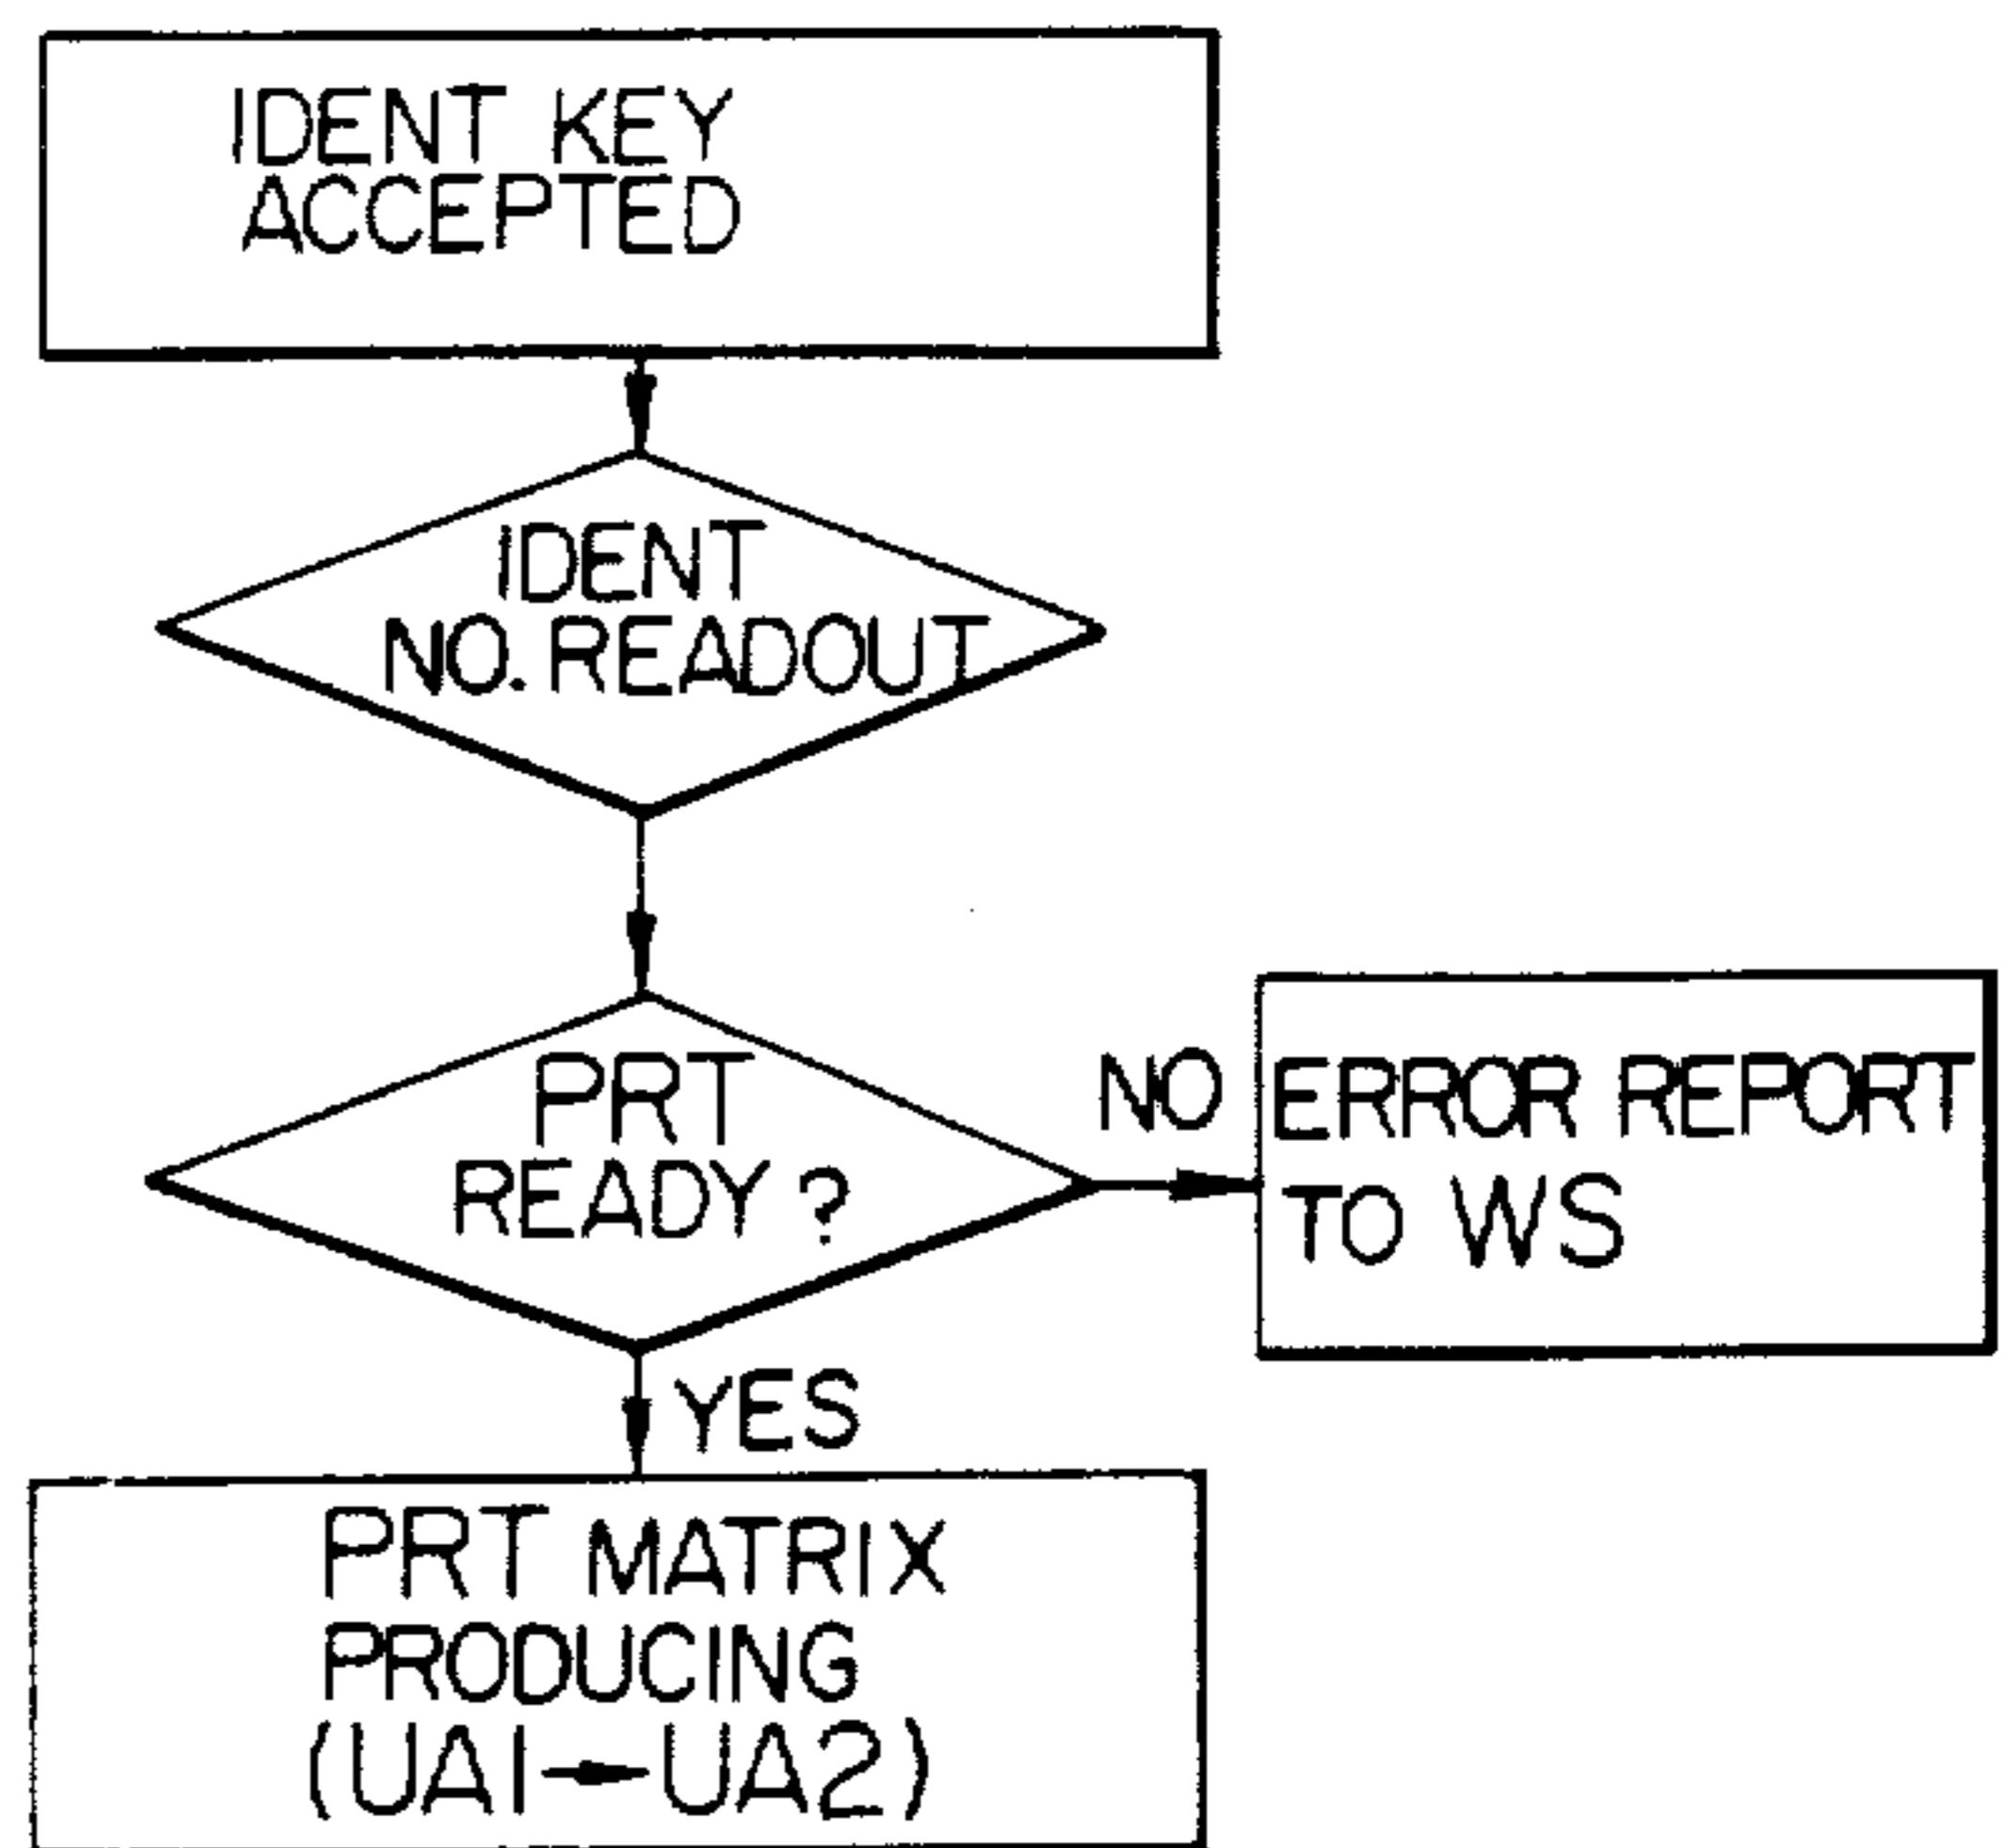 IDENT KEY
ACCEPTED
IDENT
NO. READOUT
PRT
READY?
NO
ERROR REPORT
TO WS
YES
PRT MATRIX
PRODUCING
(UA1→UA2)